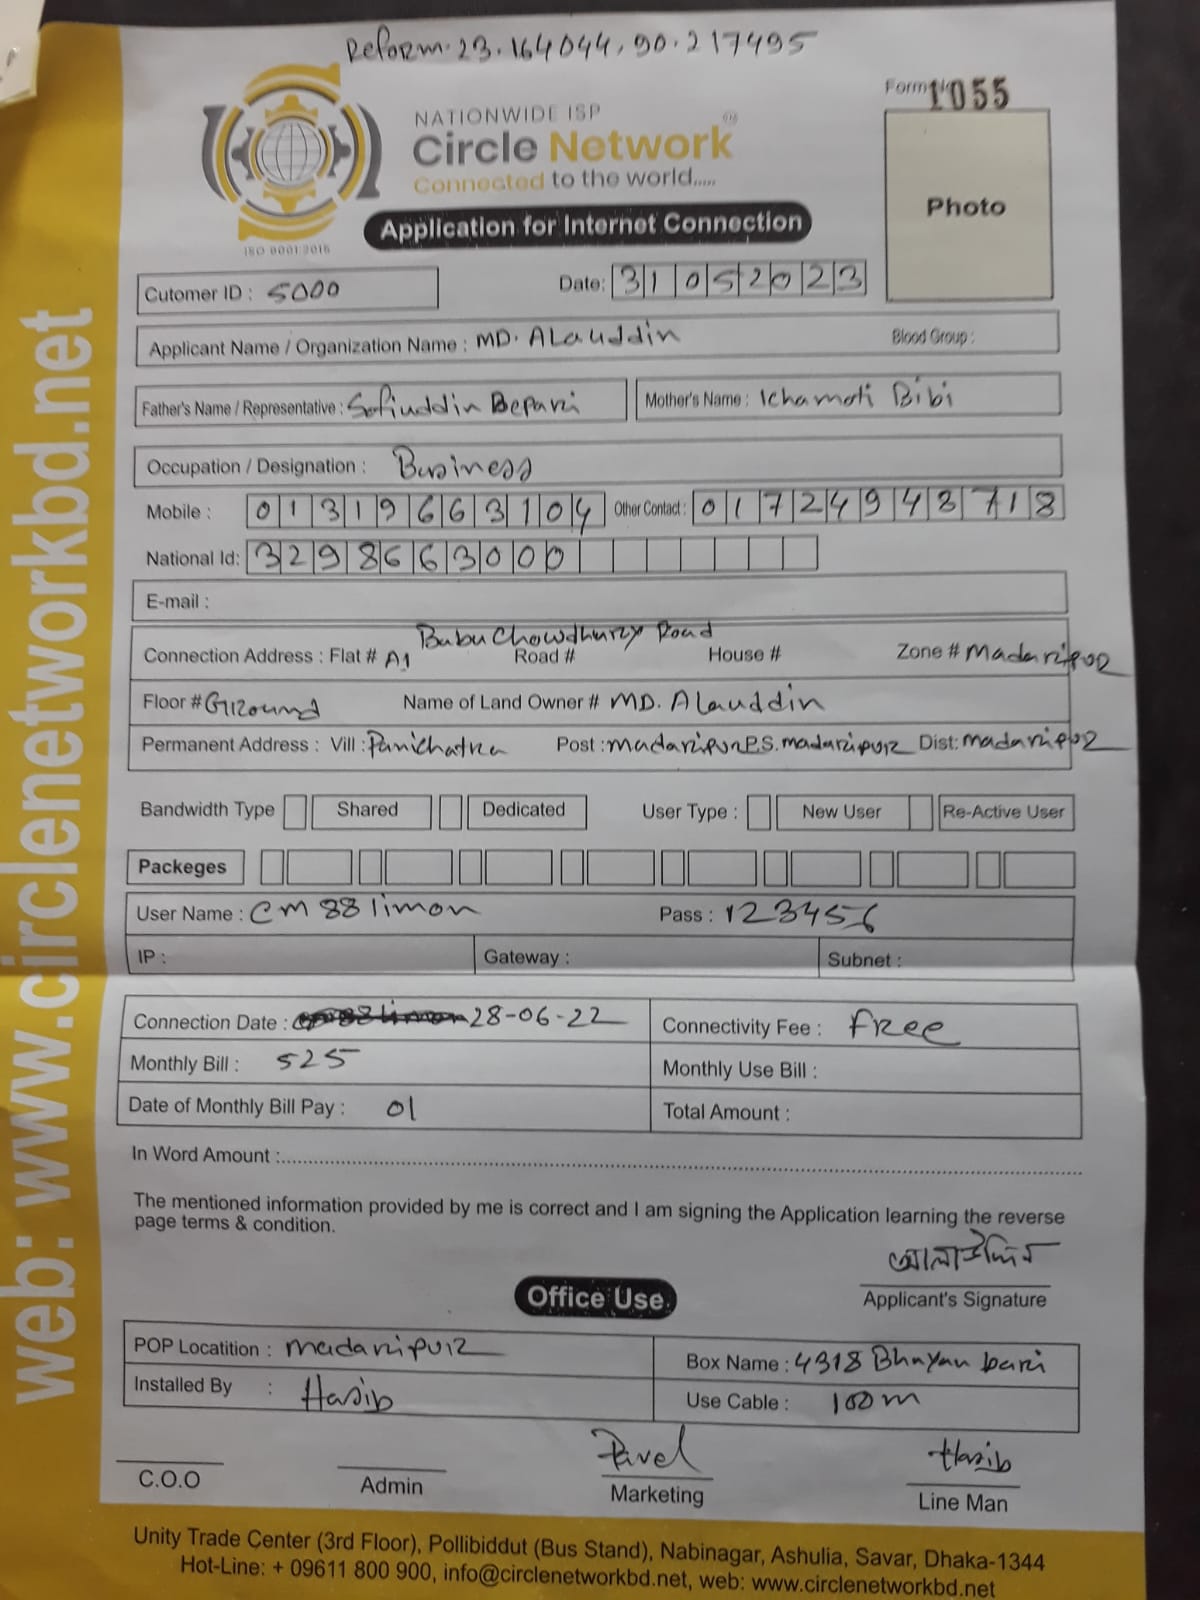 Reform. 23.164044, 90.217495
Form No 1055
NATIONWIDE ISP
Circle Network
Connected to the world.....
ISO 9001:2015
Photo
Application for Internet Connection
Cutomer ID : 5000 Date: 31052023
Applicant Name / Organization Name : MD. Alauddin Blood Group :
Father's Name / Representative : Sofiuddin Bepari Mother's Name : Ichamoti Bibi
Occupation / Designation : Business
Mobile : 01319663104 Other Contact : 01724948718
National Id: 3298663000
E-mail :
Connection Address : Flat # A1 Babu Chowdhury Road Road # House # Zone # Madaripur
Floor # Ground Name of Land Owner # MD. Alauddin
Permanent Address : Vill : Panichatra Post : madaripur P.S. madaripur Dist: madaripur
Bandwidth Type Shared Dedicated User Type : New User Re-Active User
Packeges
User Name : cm88limon Pass : 123456
IP : Gateway : Subnet :
Connection Date : 28-06-22 Connectivity Fee : Free
Monthly Bill : 525 Monthly Use Bill :
Date of Monthly Bill Pay : 01 Total Amount :
In Word Amount :
The mentioned information provided by me is correct and I am signing the Application learning the reverse
page terms & condition.
আলাউদ্দিন
Applicant's Signature
Office Use
POP Locatition : madaripur Box Name : 4318 Bhuyan bari
Installed By : Hasib Use Cable : 100m
Pavel Hasib
C.O.O Admin Marketing Line Man
Unity Trade Center (3rd Floor), Pollibiddut (Bus Stand), Nabinagar, Ashulia, Savar, Dhaka-1344
Hot-Line: + 09611 800 900, info@circlenetworkbd.net, web: www.circlenetworkbd.net
web: www.circlenetworkbd.net